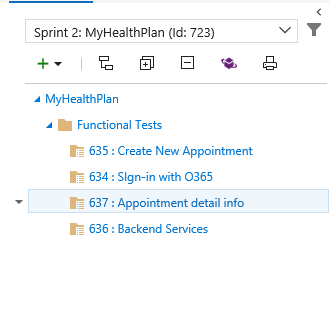 Sprint 2: MyHealthPlan (Id: 723)
MyHealthPlan
Functional Tests
635 : Create New Appointment
634 : SIgn-in with O365
637 : Appointment detail info
636 : Backend Services